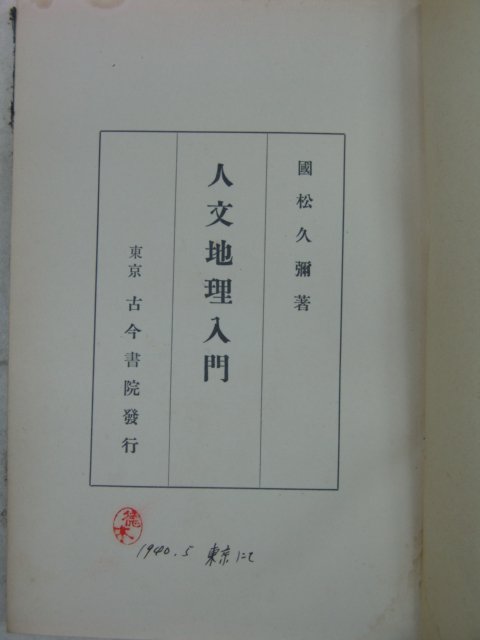 國松久彌著
人文地理入門
東京 古今書院發行
1940.5 東京にて